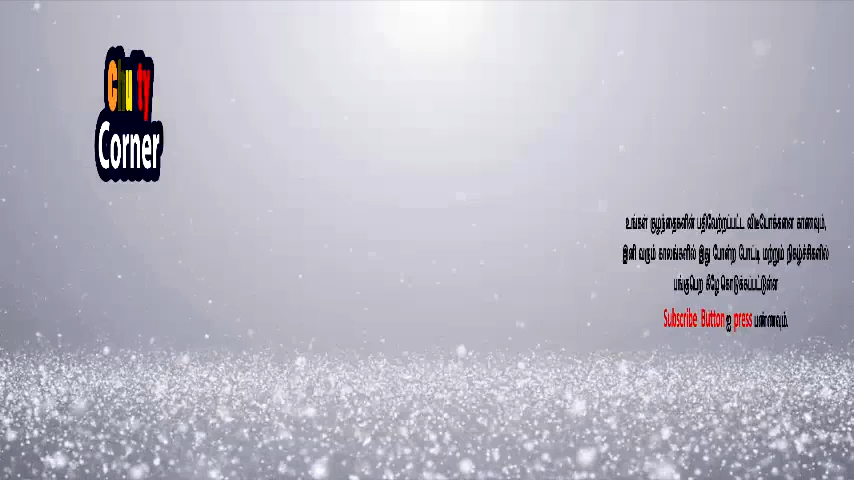 Chuty
Corner
உங்கள் குழந்தைகளின் பதிவேற்றப்பட்ட வீடியோக்களை காணவும்,
இனி வரும் காலங்களில் இது போன்ற போட்டி மற்றும் நிகழ்ச்சிகளில்
பங்குபெற கீழே கொடுக்கப்பட்டுள்ள
Subscribe Button ஐ press பண்ணவும்.